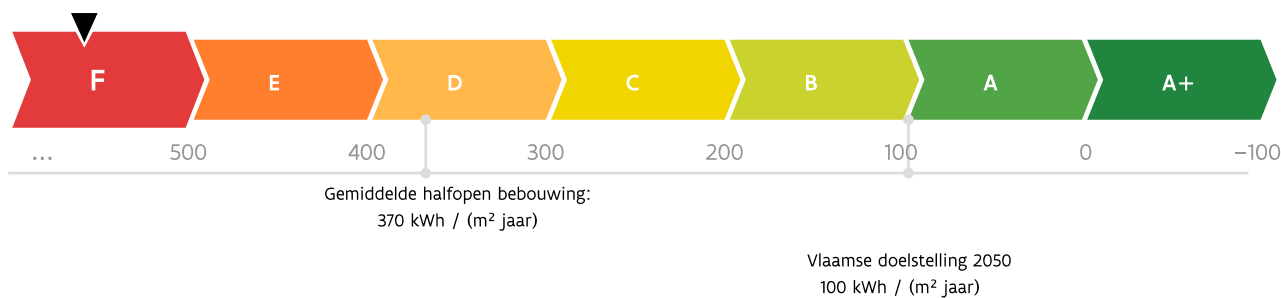 F E D C B A A+
... 500 400 300 200 100 0 –100
Gemiddelde halfopen bebouwing:
370 kWh / (m² jaar)
Vlaamse doelstelling 2050
100 kWh / (m² jaar)